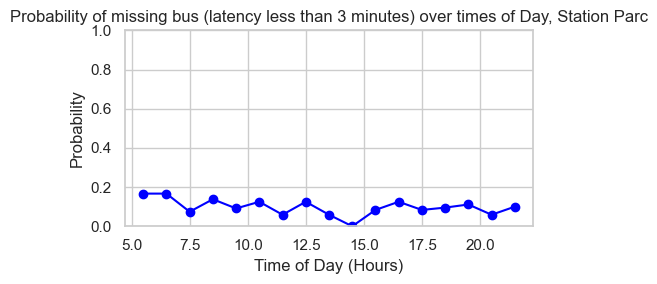 Probability of missing bus (latency less than 3 minutes) over times of Day, Station Parc
1.0
0.8
0.6
0.4
0.2
0.0
Probability
5.0 7.5 10.0 12.5 15.0 17.5 20.0
Time of Day (Hours)